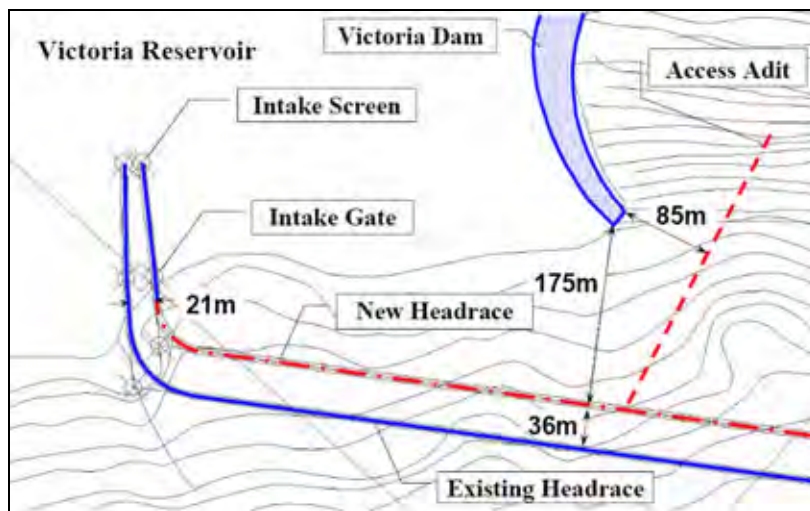 Victoria Dam
Victoria Reservoir
Access Adit
Intake Screen
Intake Gate
85m
175m
21m
New Headrace
36m
Existing Headrace